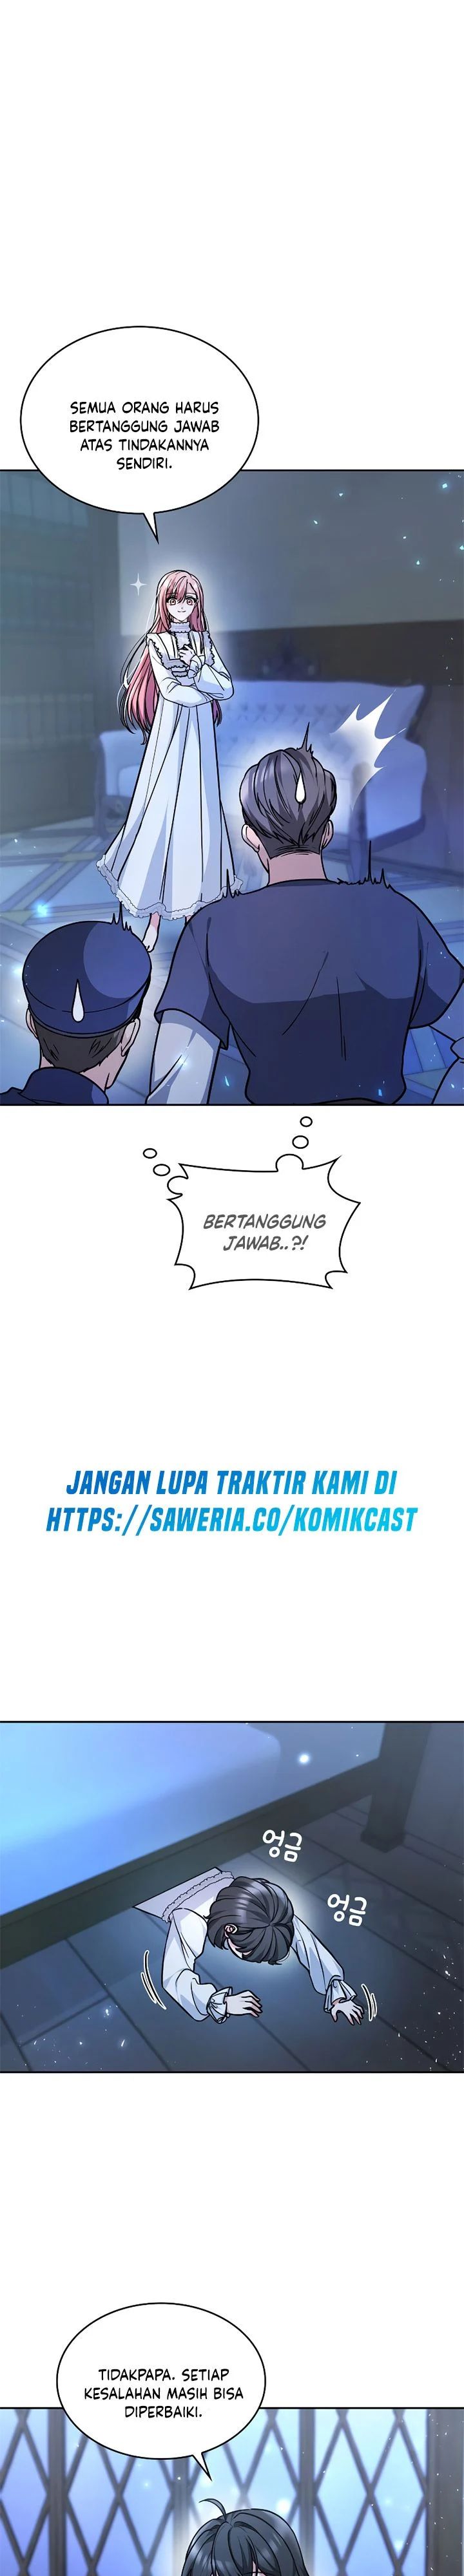 SEMUA ORANG HARUS
BERTANGGUNG JAWAB
ATAS TINDAKANNYA
SENDIRI.
BERTANGGUNG
JAWAB..?!
JANGAN LUPA TRAKTIR KAMI DI
HTTPS://SAWERIA.CO/KOMIKCAST
엉금
엉금
TIDAKPAPA. SETIAP
KESALAHAN MASIH BISA
DIPERBAIKI.